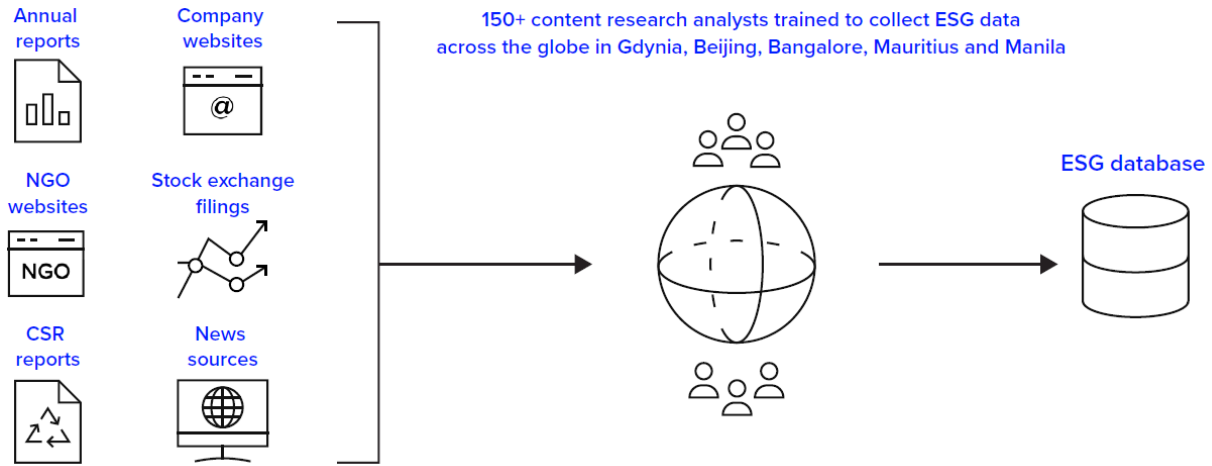 Annual
reports
Company
websites
150+ content research analysts trained to collect ESG data
across the globe in Gdynia, Beijing, Bangalore, Mauritius and Manila
@
NGO
websites
NGO
Stock exchange
filings
ESG database
CSR
reports
News
sources